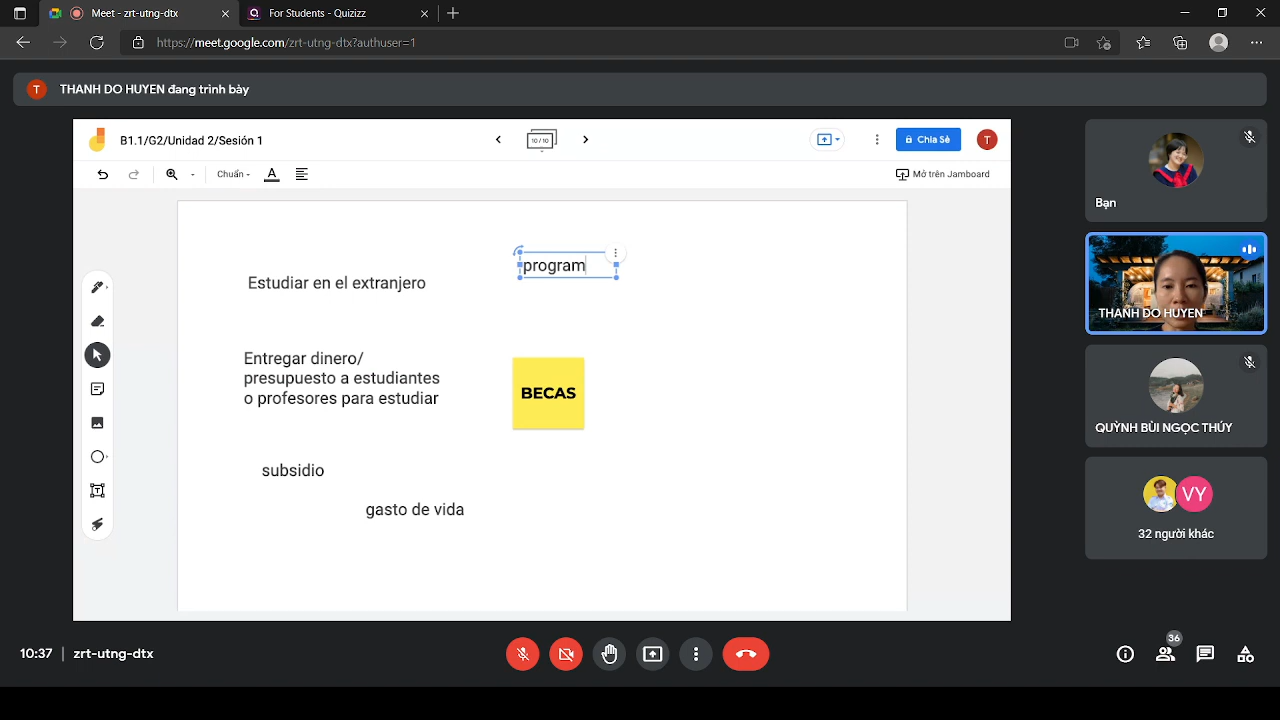 Meet - zrt-utng-dtx
For Students - Quizizz
https://meet.google.com/zrt-utng-dtx?authuser=1
T
THANH DO HUYEN đang trình bày
B1.1/G2/Unidad 2/Sesión 1
10 / 10
Chia Sẻ
T
Chuẩn
A
Mở trên Jamboard
program
Estudiar en el extranjero
Entregar dinero/
presupuesto a estudiantes
o profesores para estudiar
BECAS
subsidio
gasto de vida
Bạn
THANH DO HUYEN
QUỲNH BÙI NGỌC THÚY
VY
32 người khác
10:37
zrt-utng-dtx
36